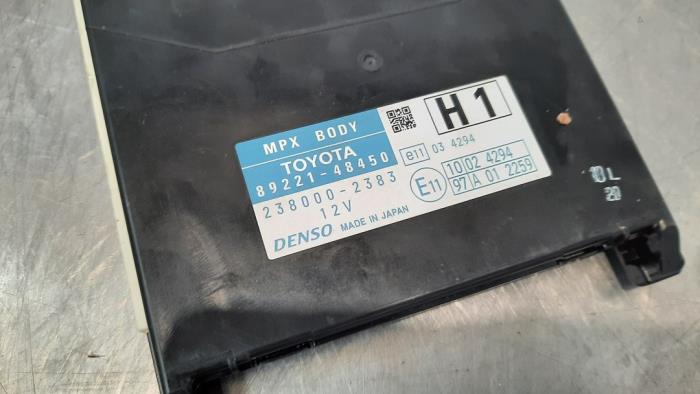 MPX BODY
H1
TOYOTA
89221-48450
e11 03 4294
238000-2383
E11
10 02 4294
97 A 01 2259
12V
DENSO MADE IN JAPAN
10 L
20